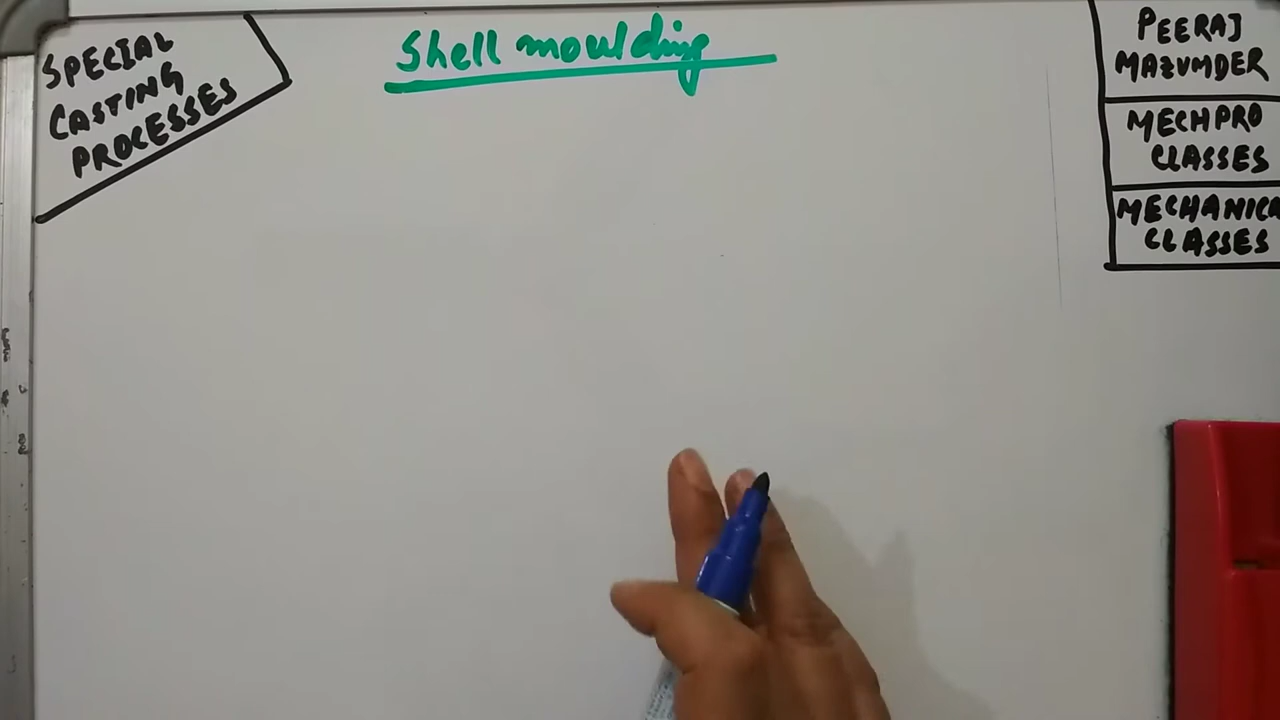 SPECIAL
CASTING
PROCESSES
Shell moulding
PEERAJ
MAZUMDER
MECHPRO
CLASSES
MECHANICA
CLASSES